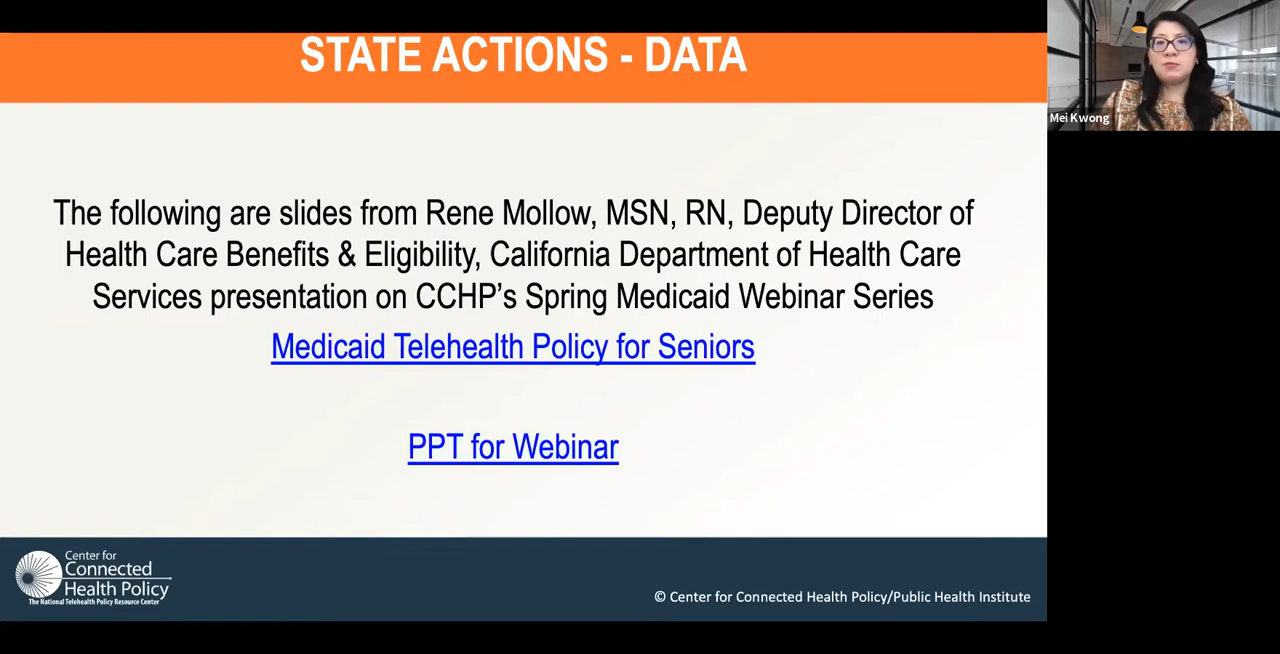 STATE ACTIONS - DATA
Mei Kwong
The following are slides from Rene Mollow, MSN, RN, Deputy Director of
Health Care Benefits & Eligibility, California Department of Health Care
Services presentation on CCHP’s Spring Medicaid Webinar Series
Medicaid Telehealth Policy for Seniors
PPT for Webinar
Center for
Connected
Health Policy
The National Telehealth Policy Resource Center
© Center for Connected Health Policy/Public Health Institute